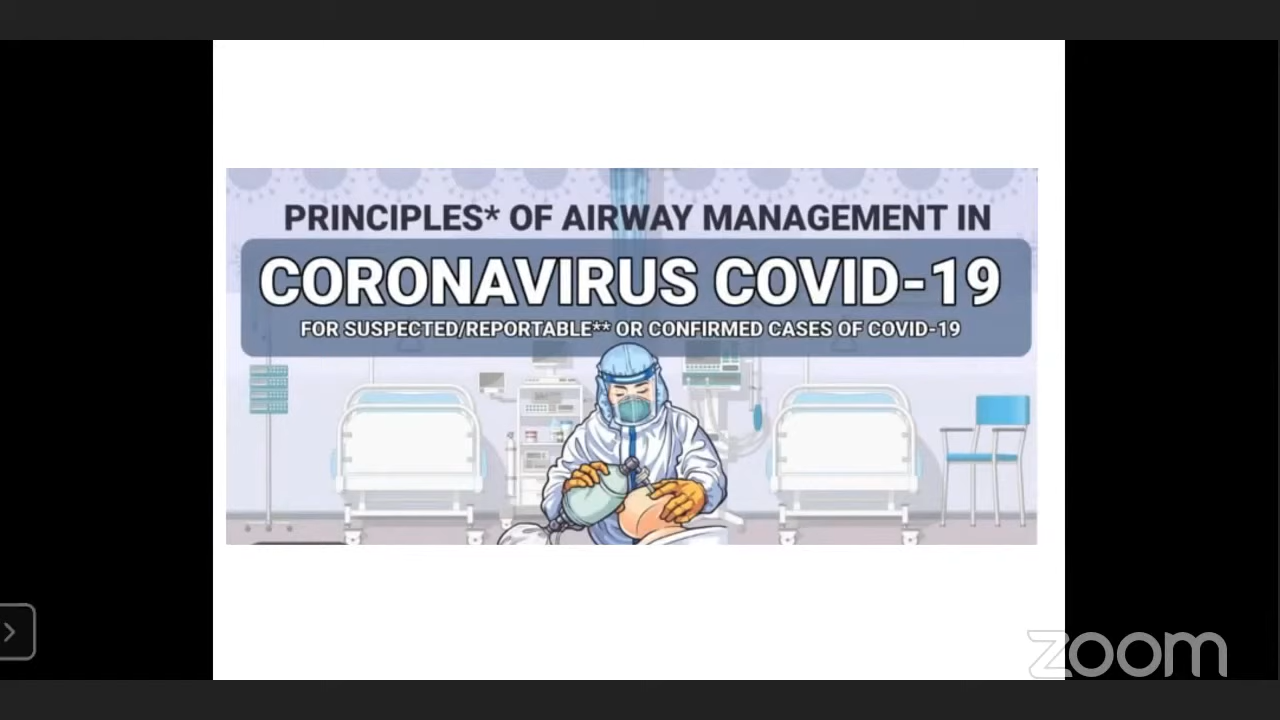 PRINCIPLES* OF AIRWAY MANAGEMENT IN
CORONAVIRUS COVID-19
FOR SUSPECTED/REPORTABLE** OR CONFIRMED CASES OF COVID-19
zoom